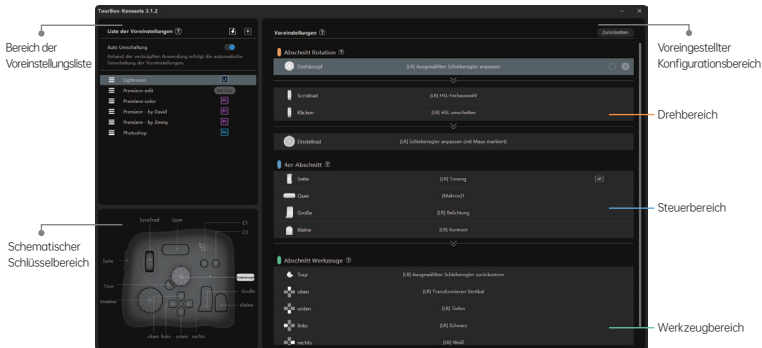 TourBox-Konsole 3.1.2
Bereich der
Voreinstellungsliste
Liste der Voreinstellungen
Auto Umschaltung
Anhand der verknüpften Anwendung erfolgt die automatische
Umschaltung der Voreinstellungen.
Lightroom
Premiere-edit
Premiere-color
Premiere - by David
Premiere - by Jimmy
Photoshop
Schematischer
Schlüsselbereich
Scrollrad Quer C1
C2
Seite
Tour
Große
Kleine
oben links unten rechts
Voreinstellungen
Zurücksetzen
Abschnitt Rotation
Drehknopf [LR] Ausgewählten Schieberegler anpassen
Scrollrad [LR] HSL-Farbauswahl
Klicken [LR] HSL umschalten
Einstellrad [LR] Schieberegler anpassen (mit Maus markiert)
4er-Abschnitt
Seite [LR] Tonung UP
Quer [Makros]1
Große [LR] Belichtung
Kleine [LR] Kontrast
Abschnitt Werkzeuge
Tour [LR] Ausgewählten Schieberegler zurücksetzen
oben [LR] Transformieren Vertikal
unten [LR] Tiefen
links [LR] Schwarz
rechts [LR] Weiß
Voreingestellter
Konfigurationsbereich
Drehbereich
Steuerbereich
Werkzeugbereich